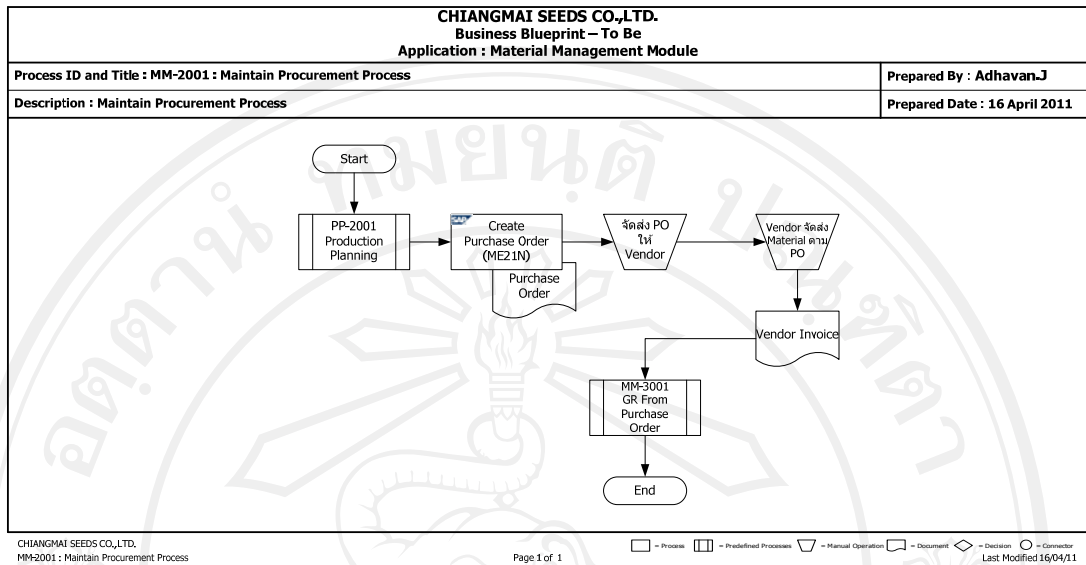 CHIANGMAI SEEDS CO.,LTD.
Business Blueprint – To Be
Application : Material Management Module
Process ID and Title : MM-2001 : Maintain Procurement Process
Prepared By : Adhavan.J
Description : Maintain Procurement Process
Prepared Date : 16 April 2011
Start
PP-2001
Production
Planning
SAP
Create
Purchase Order
(ME21N)
Purchase
Order
จัดส่ง PO
ให้
Vendor
Vendor จัดส่ง
Material ตาม
PO
Vendor Invoice
MM-3001
GR From
Purchase
Order
End
CHIANGMAI SEEDS CO.,LTD.
MM-2001 : Maintain Procurement Process
Page 1 of 1
= Process = Predefined Processes = Manual Operation = Document = Decision = Connector
Last Modified 16/04/11